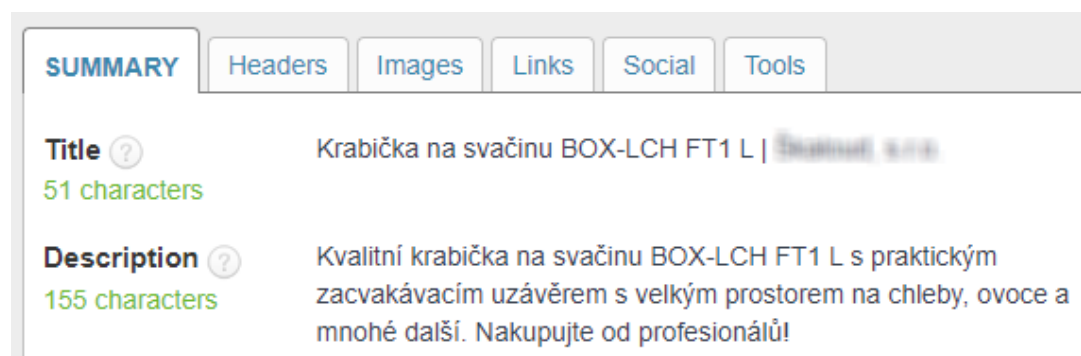 SUMMARY Headers Images Links Social Tools
Title ? Krabička na svačinu BOX-LCH FT1 L |
51 characters
Description ? Kvalitní krabička na svačinu BOX-LCH FT1 L s praktickým
155 characters zacvakávacím uzávěrem s velkým prostorem na chleby, ovoce a
mnohé další. Nakupujte od profesionálů!